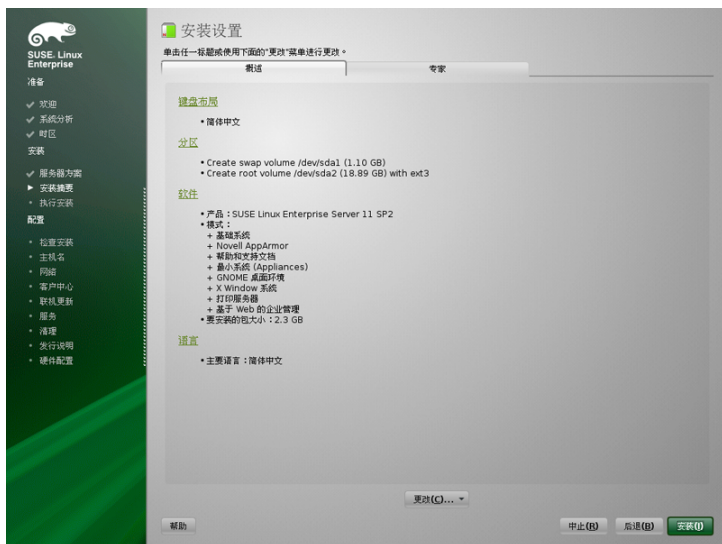 SUSE. Linux
Enterprise
准备
欢迎
系统分析
时区
安装
服务器方案
安装摘要
执行安装
配置
检查安装
主机名
网络
客户中心
联机更新
服务
清理
发行说明
硬件配置
安装设置
单击任一标题或使用下面的"更改"菜单进行更改。
概述
专家
键盘布局
• 简体中文
分区
• Create swap volume /dev/sda1 (1.10 GB)
• Create root volume /dev/sda2 (18.89 GB) with ext3
软件
• 产品：SUSE Linux Enterprise Server 11 SP2
• 模式：
+ 基础系统
+ Novell AppArmor
+ 帮助和支持文档
+ 最小系统 (Appliances)
+ GNOME 桌面环境
+ X Window 系统
+ 打印服务器
+ 基于 Web 的企业管理
• 要安装的包大小：2.3 GB
语言
• 主要语言：简体中文
更改(C)...
帮助
中止(R)
后退(B)
安装(I)